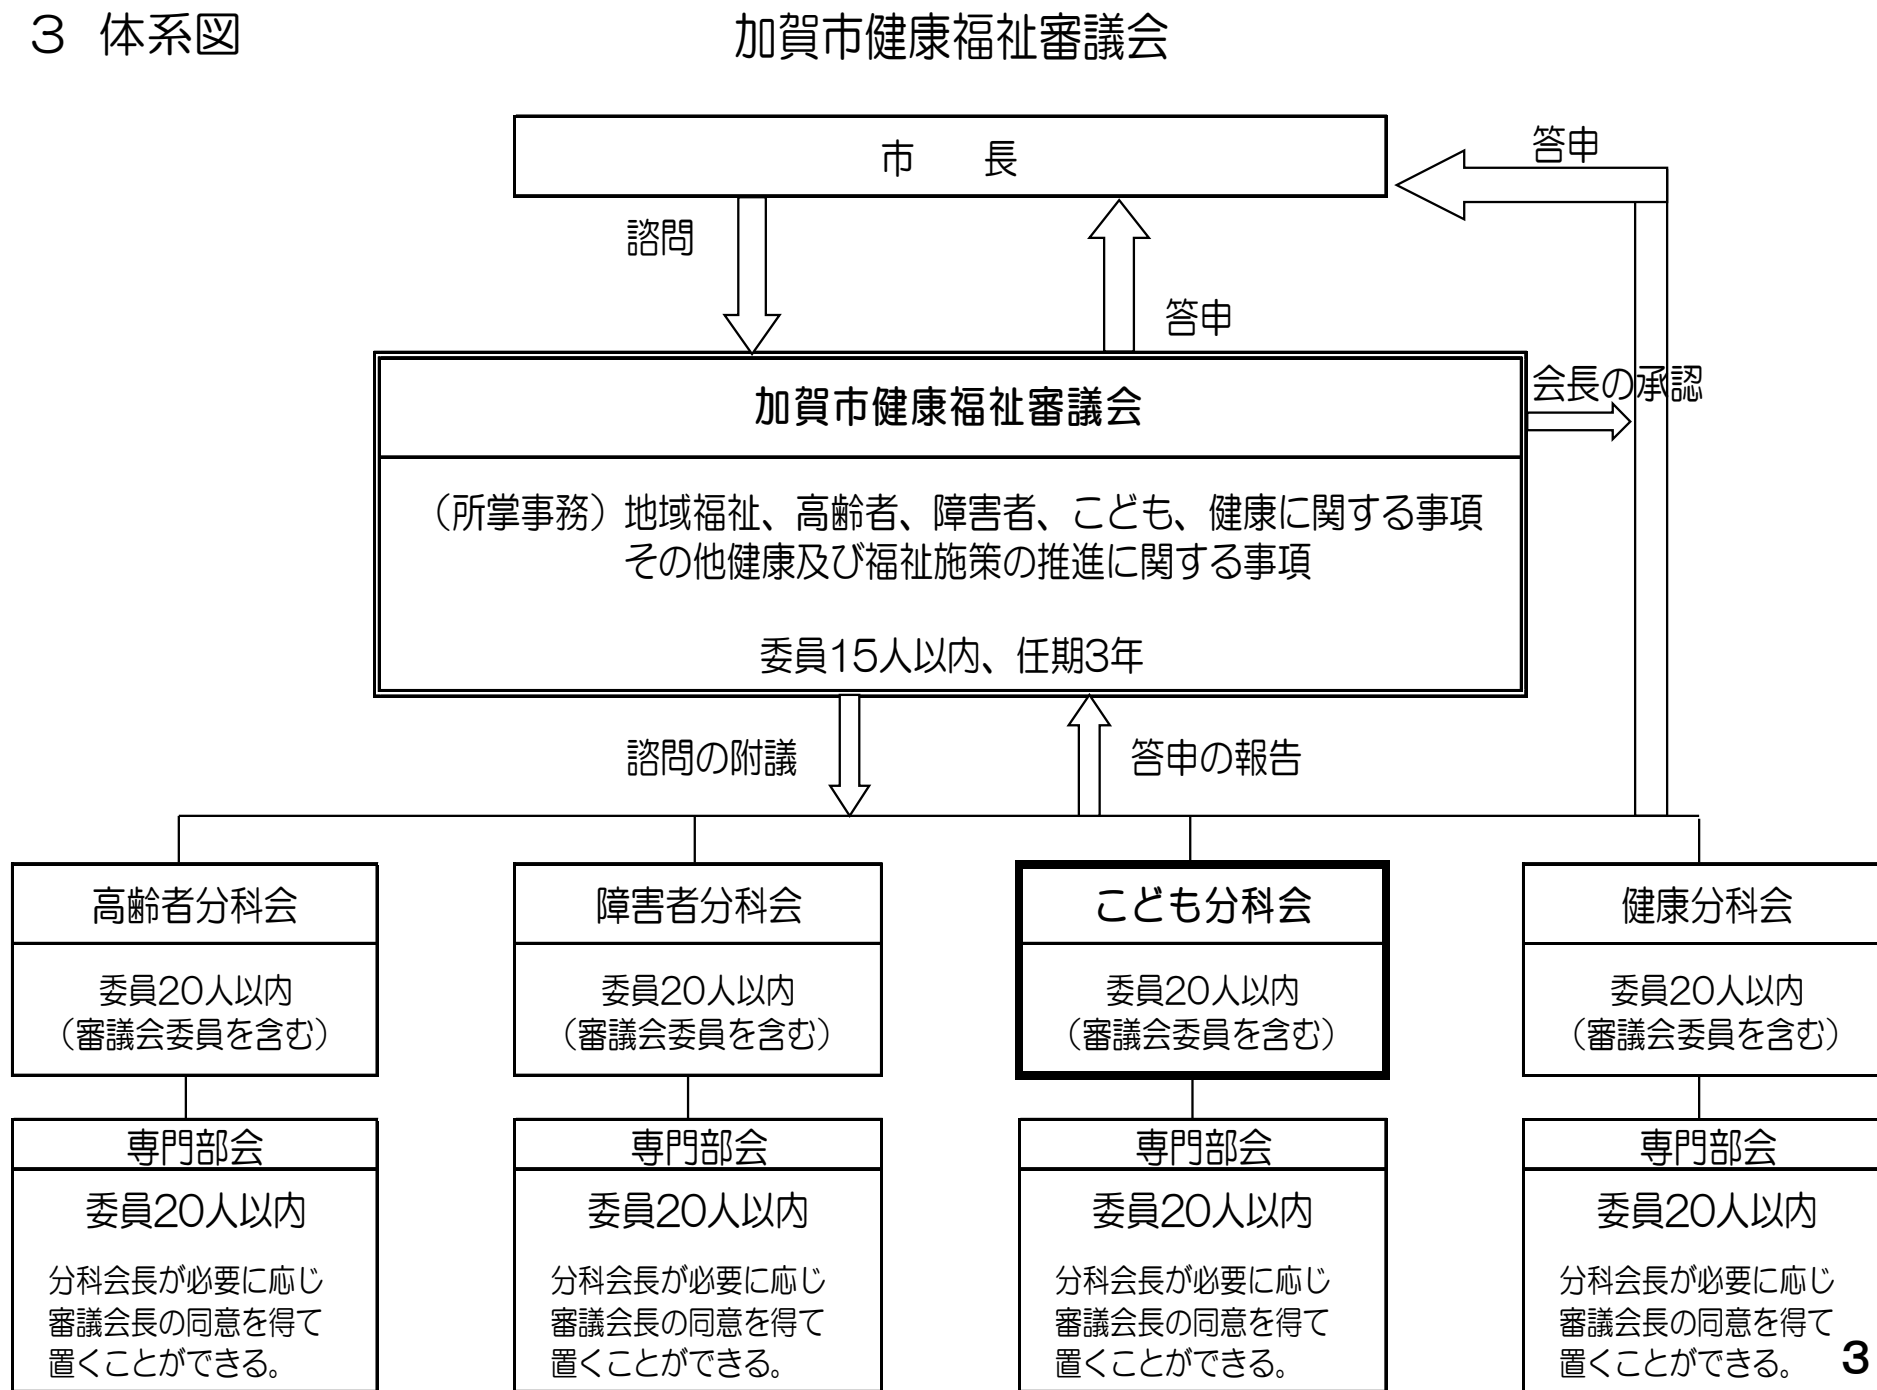 ３ 体系図
加賀市健康福祉審議会
市　長
答申
諮問
答申
加賀市健康福祉審議会
会長の承認
（所掌事務）地域福祉、高齢者、障害者、こども、健康に関する事項
その他健康及び福祉施策の推進に関する事項
委員15人以内、任期3年
諮問の附議
答申の報告
高齢者分科会
委員20人以内
（審議会委員を含む）
障害者分科会
委員20人以内
（審議会委員を含む）
こども分科会
委員20人以内
（審議会委員を含む）
健康分科会
委員20人以内
（審議会委員を含む）
専門部会
委員20人以内
分科会長が必要に応じ
審議会長の同意を得て
置くことができる。
専門部会
委員20人以内
分科会長が必要に応じ
審議会長の同意を得て
置くことができる。
専門部会
委員20人以内
分科会長が必要に応じ
審議会長の同意を得て
置くことができる。
専門部会
委員20人以内
分科会長が必要に応じ
審議会長の同意を得て
置くことができる。
3